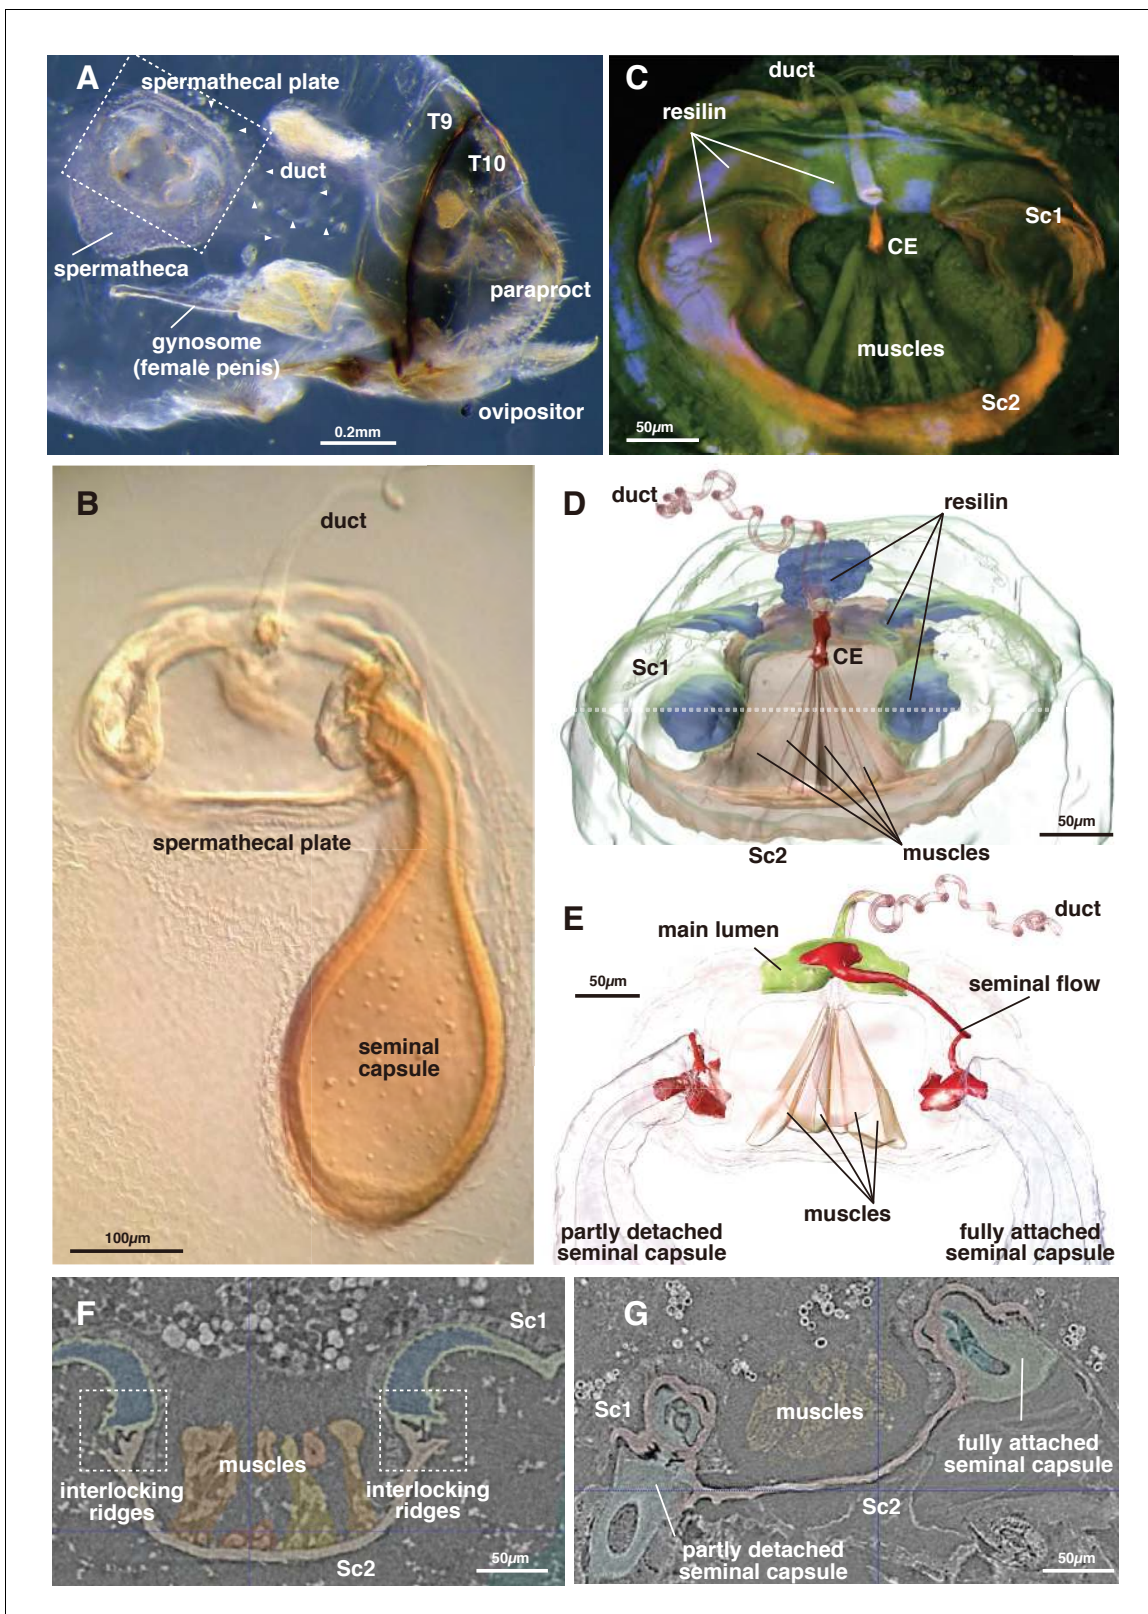 A
spermathecal plate
T9
T10
duct
spermatheca
paraproct
gynosome
(female penis)
ovipositor
0.2mm
C
duct
resilin
Sc1
CE
muscles
Sc2
50µm
B
duct
spermathecal plate
seminal
capsule
100µm
D
duct
resilin
Sc1
CE
50µm
Sc2
muscles
E
duct
main lumen
50µm
seminal flow
muscles
partly detached
seminal capsule
fully attached
seminal capsule
F
Sc1
muscles
interlocking
ridges
interlocking
ridges
Sc2
50µm
G
Sc1
muscles
fully attached
seminal capsule
Sc2
partly detached
seminal capsule
50µm